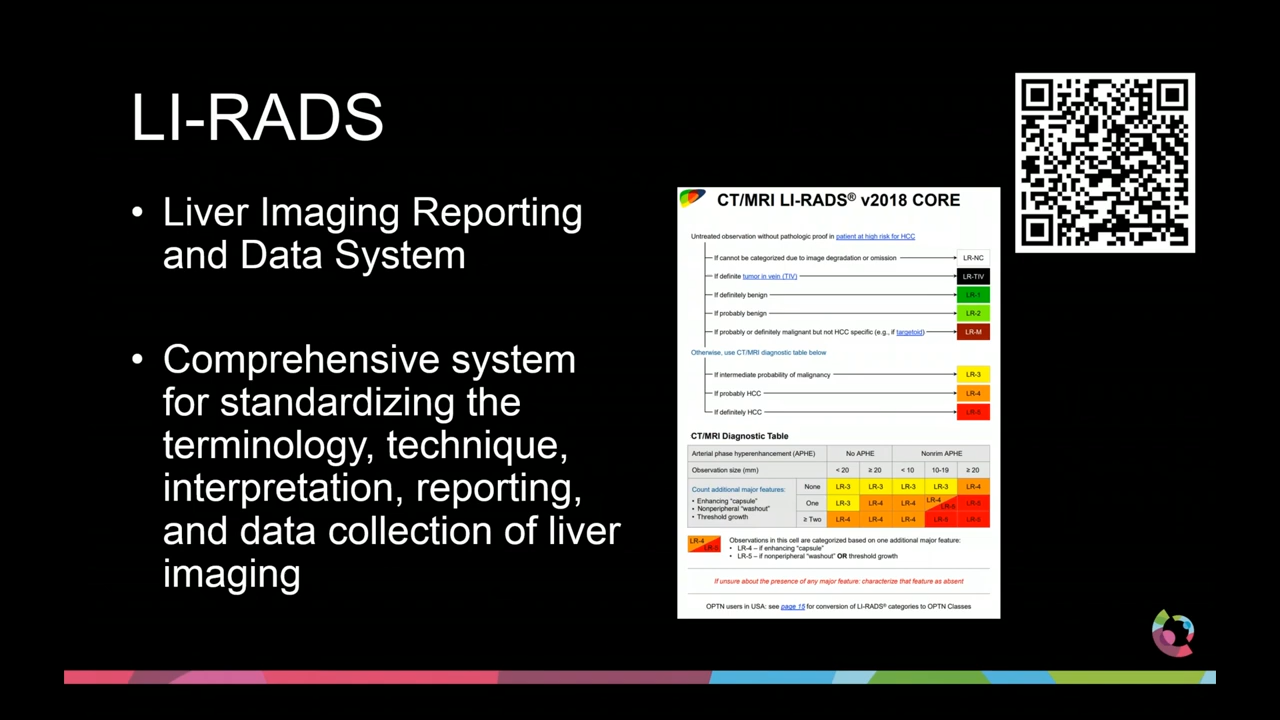 LI-RADS
• Liver Imaging Reporting
and Data System
• Comprehensive system
for standardizing the
terminology, technique,
interpretation, reporting,
and data collection of liver
imaging
CT/MRI LI-RADS® v2018 CORE
Untreated observation without pathologic proof in patient at high risk for HCC
If cannot be categorized due to image degradation or omission LR-NC
If definite tumor in vein (TIV) LR-TIV
If definitely benign LR-1
If probably benign LR-2
If probably or definitely malignant but not HCC specific (e.g., if targetoid) LR-M
Otherwise, use CT/MRI diagnostic table below
If intermediate probability of malignancy LR-3
If probably HCC LR-4
If definitely HCC LR-5
CT/MRI Diagnostic Table
Arterial phase hyperenhancement (APHE) No APHE Nonrim APHE
Observation size (mm) < 20 ≥ 20 < 10 10-19 ≥ 20
Count additional major features:
• Enhancing “capsule”
• Nonperipheral “washout”
• Threshold growth
None LR-3 LR-3 LR-3 LR-3 LR-4
One LR-3 LR-4 LR-4 LR-4 LR-5 LR-5
≥ Two LR-4 LR-4 LR-4 LR-5 LR-5
LR-4 LR-5
Observations in this cell are categorized based on one additional major feature:
• LR-4 – if enhancing “capsule”
• LR-5 – if nonperipheral “washout” OR threshold growth
If unsure about the presence of any major feature: characterize that feature as absent
OPTN users in USA: see page 15 for conversion of LI-RADS® categories to OPTN Classes